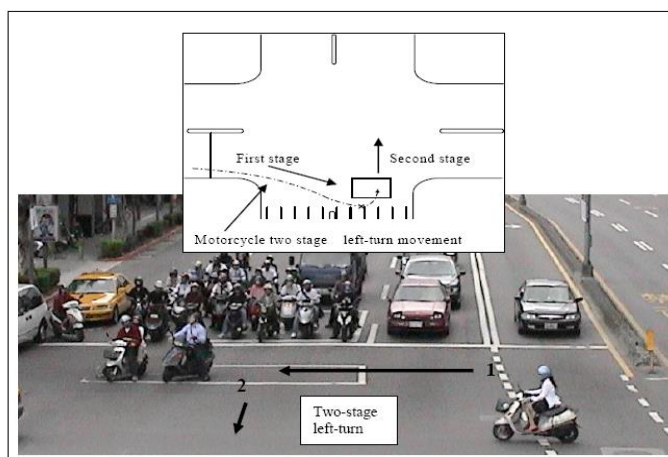 First stage
Second stage
Motorcycle two stage left-turn movement
1
2
Two-stage
left-turn